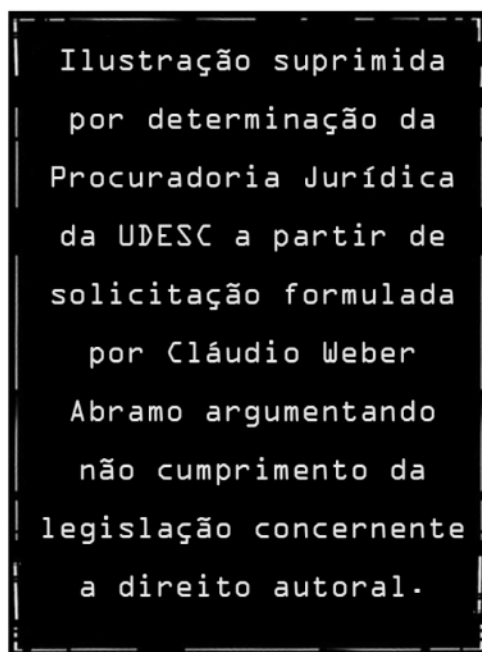 Ilustração suprimida
por determinação da
Procuradoria Jurídica
da UDESC a partir de
solicitação formulada
por Cláudio Weber
Abramo argumentando
não cumprimento da
legislação concernente
a direito autoral.